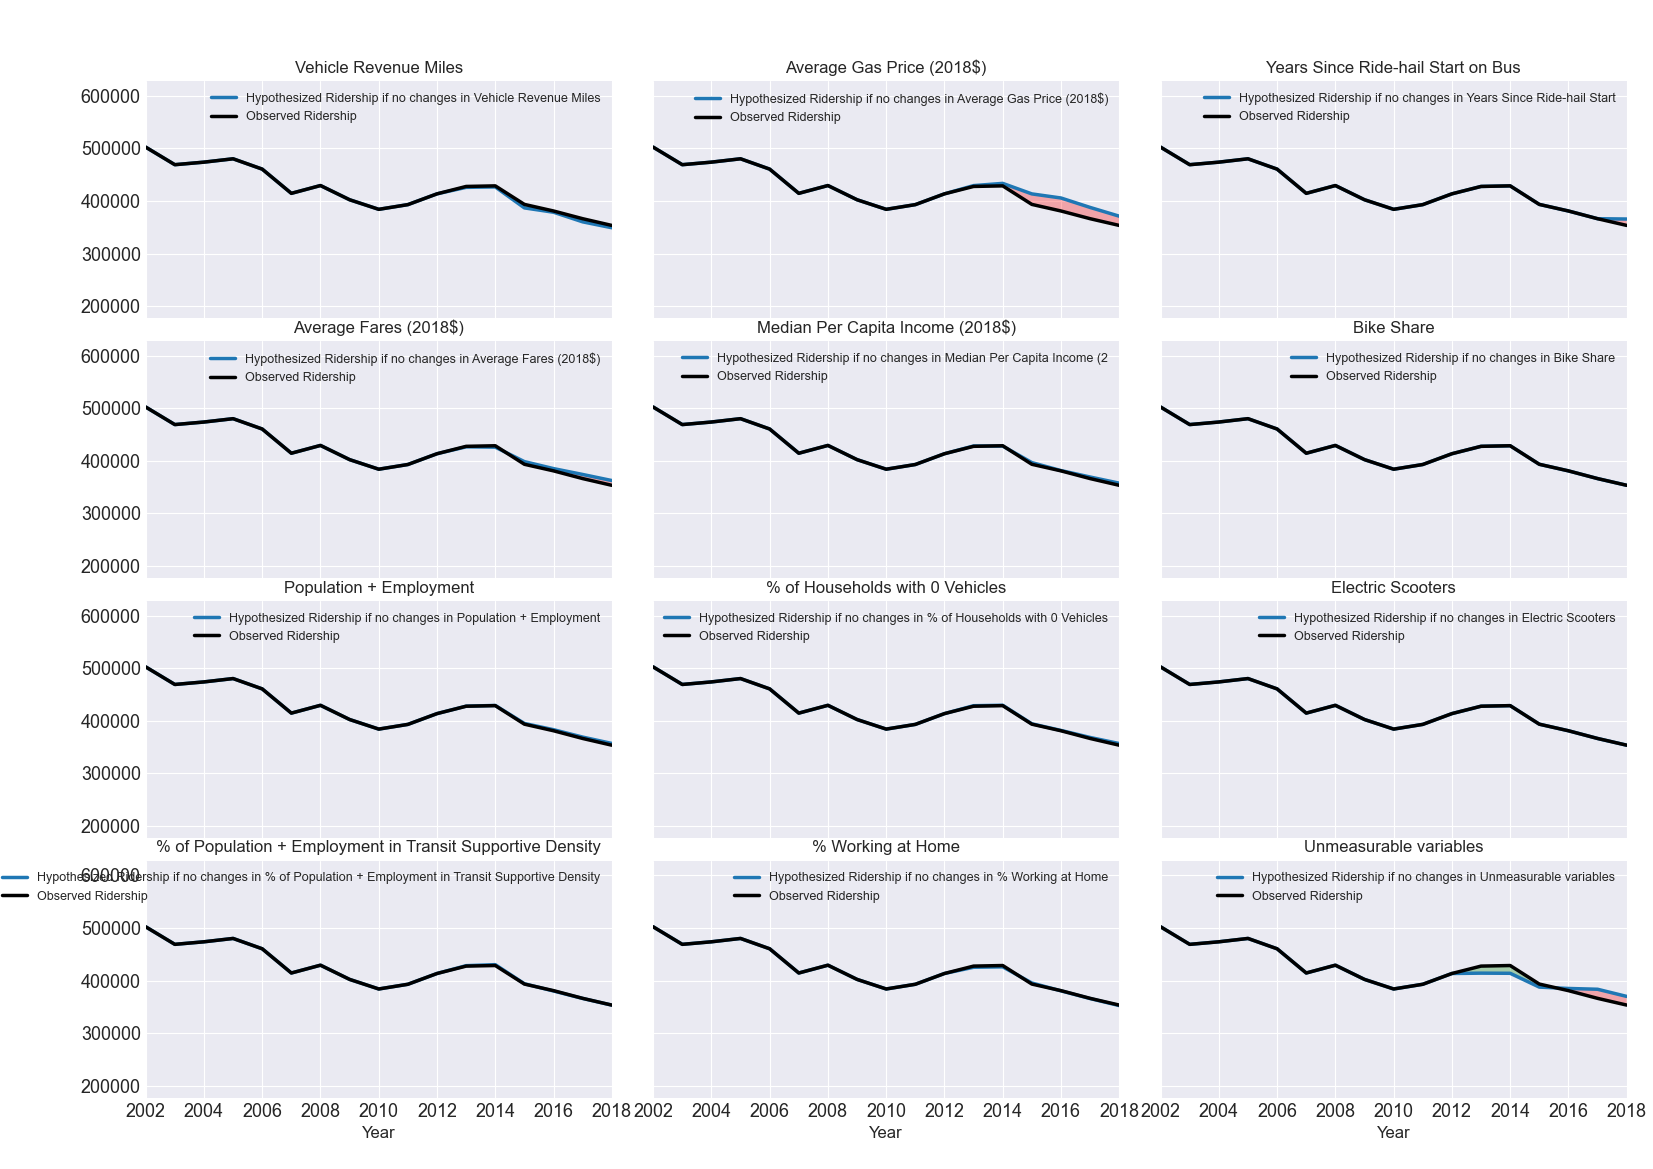 Vehicle Revenue Miles
Average Gas Price (2018$)
Years Since Ride-hail Start on Bus
600000
500000
400000
300000
200000
Hypothesized Ridership if no changes in Vehicle Revenue Miles
Observed Ridership
Hypothesized Ridership if no changes in Average Gas Price (2018$)
Observed Ridership
Hypothesized Ridership if no changes in Years Since Ride-hail Start
Observed Ridership
Average Fares (2018$)
Median Per Capita Income (2018$)
Bike Share
600000
500000
400000
300000
200000
Hypothesized Ridership if no changes in Average Fares (2018$)
Observed Ridership
Hypothesized Ridership if no changes in Median Per Capita Income (2
Observed Ridership
Hypothesized Ridership if no changes in Bike Share
Observed Ridership
Population + Employment
% of Households with 0 Vehicles
Electric Scooters
600000
500000
400000
300000
200000
Hypothesized Ridership if no changes in Population + Employment
Observed Ridership
Hypothesized Ridership if no changes in % of Households with 0 Vehicles
Observed Ridership
Hypothesized Ridership if no changes in Electric Scooters
Observed Ridership
% of Population + Employment in Transit Supportive Density
% Working at Home
Unmeasurable variables
600000
500000
400000
300000
200000
Hypothesized Ridership if no changes in % of Population + Employment in Transit Supportive Density
Observed Ridership
Hypothesized Ridership if no changes in % Working at Home
Observed Ridership
Hypothesized Ridership if no changes in Unmeasurable variables
Observed Ridership
2002 2004 2006 2008 2010 2012 2014 2016 2018
2002 2004 2006 2008 2010 2012 2014 2016 2018
2002 2004 2006 2008 2010 2012 2014 2016 2018
Year
Year
Year